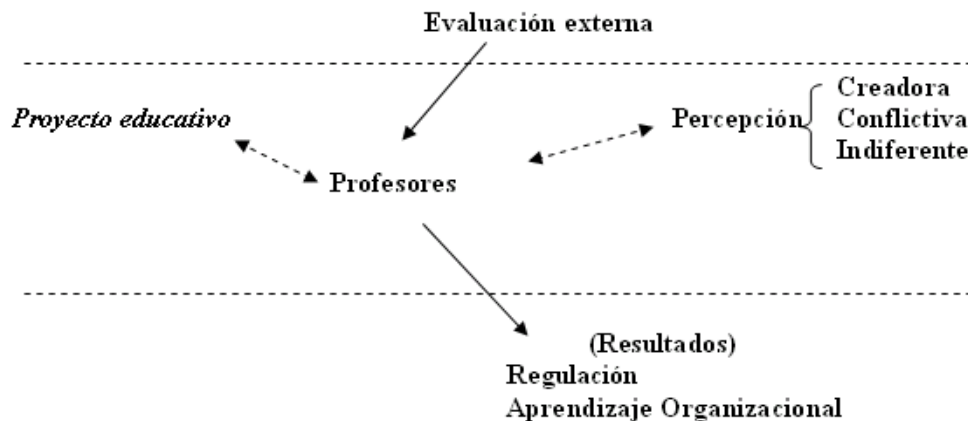 Evaluación externa
Proyecto educativo
Profesores
Percepción
Creadora
Conflictiva
Indiferente
(Resultados)
Regulación
Aprendizaje Organizacional